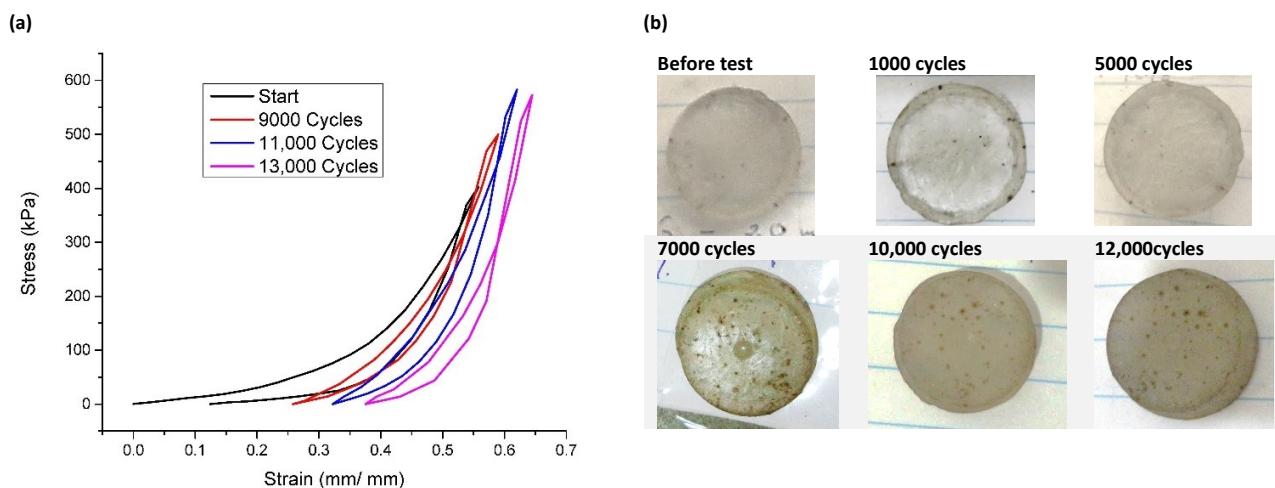 (a)
(b)
Before test
1000 cycles
5000 cycles
600
500
400
300
200
100
0
Stress (kPa)
Start
9000 Cycles
11,000 Cycles
13,000 Cycles
7000 cycles
10,000 cycles
12,000cycles
0.0 0.1 0.2 0.3 0.4 0.5 0.6 0.7
Strain (mm/ mm)